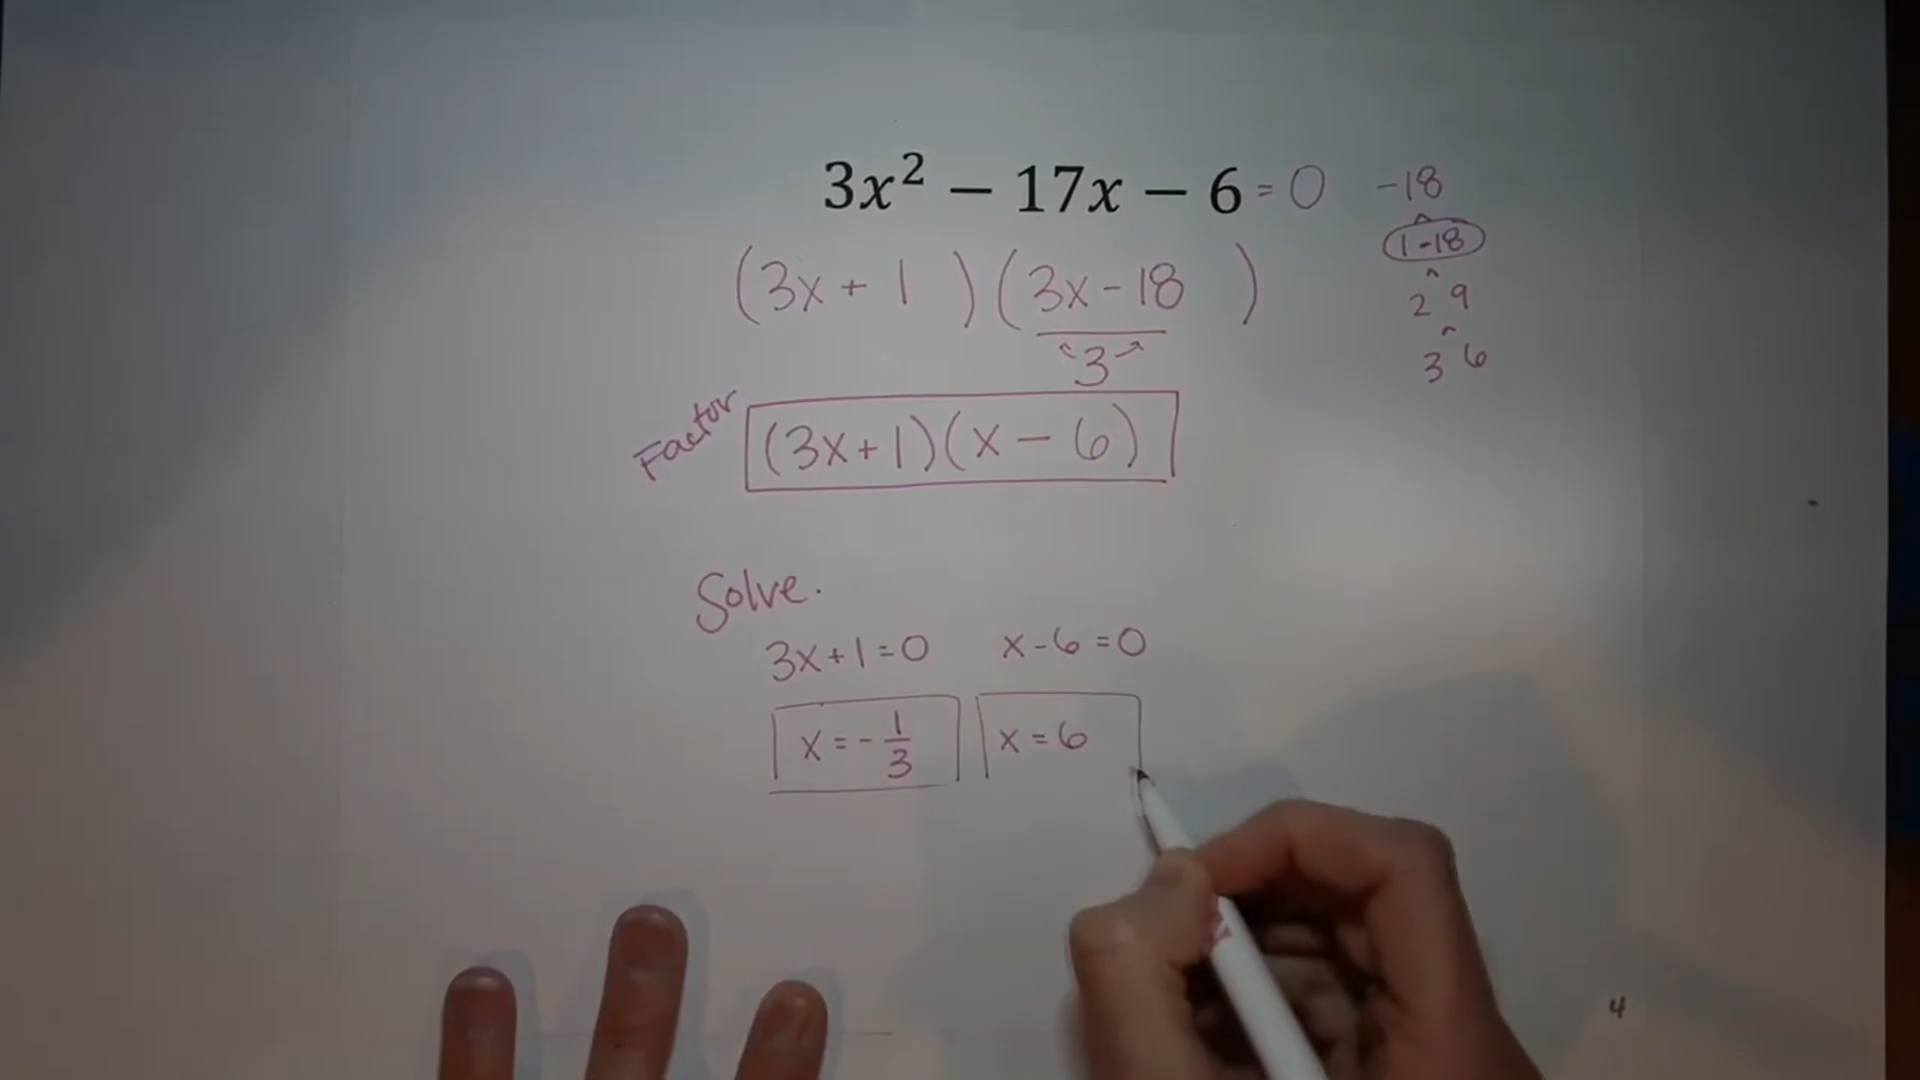 3x² − 17x − 6 = 0
-18
1 -18
2 9
3 6
(3x + 1 ) (3x - 18 )
3
Factor
(3x + 1)(x − 6)
Solve.
3x + 1 = 0 x - 6 = 0
x = - 1/3 x = 6
4